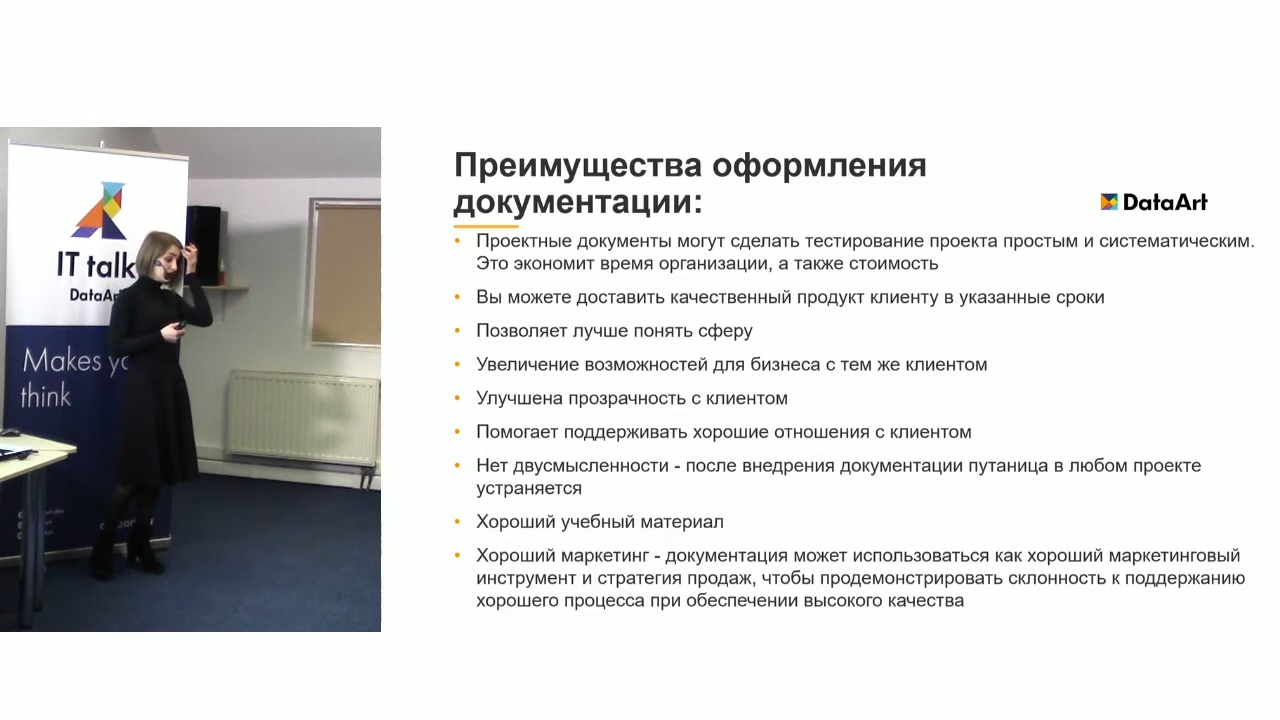 IT talk
DataArt
Makes yo
think
Преимущества оформления
документации:
DataArt
• Проектные документы могут сделать тестирование проекта простым и систематическим.
Это экономит время организации, а также стоимость
• Вы можете доставить качественный продукт клиенту в указанные сроки
• Позволяет лучше понять сферу
• Увеличение возможностей для бизнеса с тем же клиентом
• Улучшена прозрачность с клиентом
• Помогает поддерживать хорошие отношения с клиентом
• Нет двусмысленности - после внедрения документации путаница в любом проекте
устраняется
• Хороший учебный материал
• Хороший маркетинг - документация может использоваться как хороший маркетинговый
инструмент и стратегия продаж, чтобы продемонстрировать склонность к поддержанию
хорошего процесса при обеспечении высокого качества